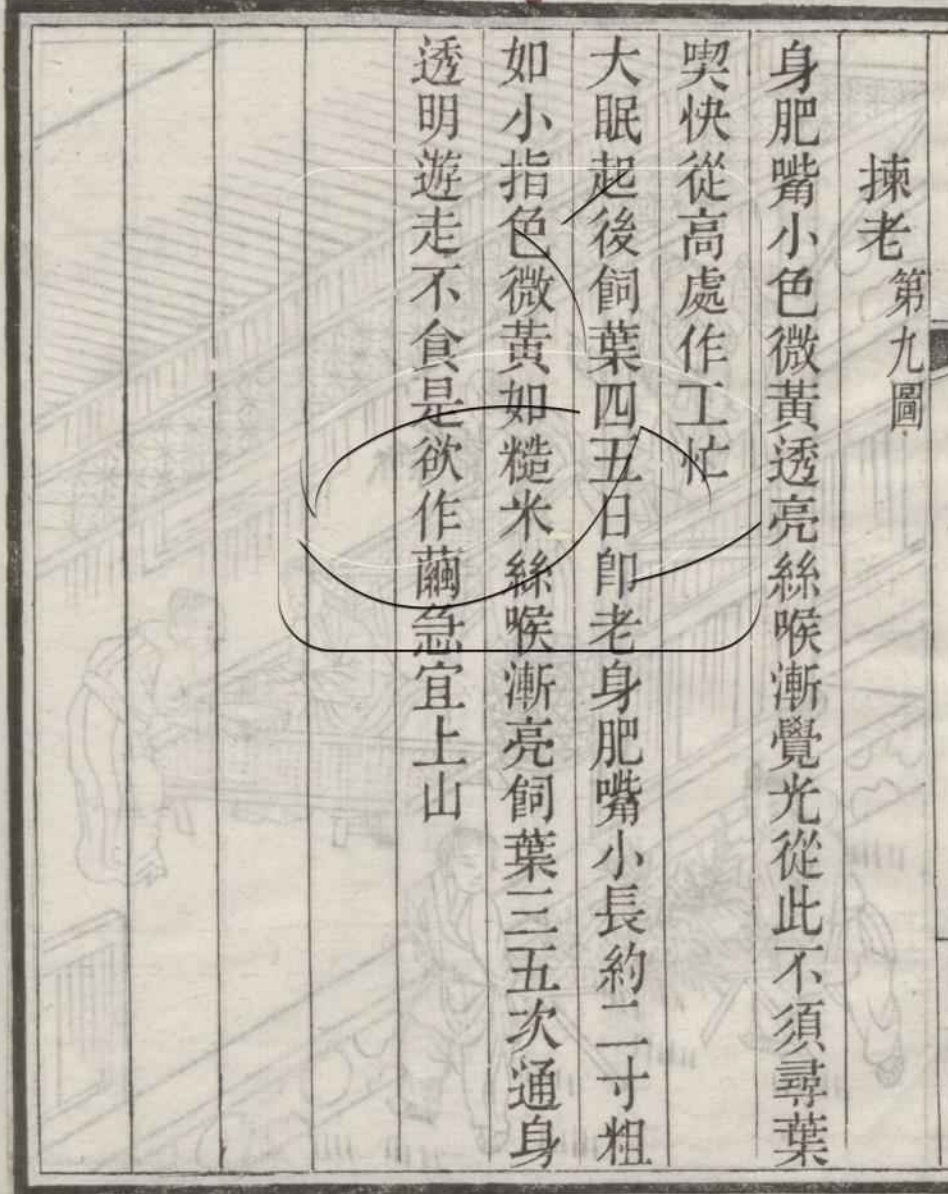 揀老 第九圖
身肥嘴小色微黃透亮絲喉漸覺光從此不須尋葉
喫快從高處作工忙
大眠起後飼葉四五日卽老身肥嘴小長約二寸粗
如小指色微黃如糙米絲喉漸亮飼葉三五次通身
透明遊走不食是欲作繭急宜上山